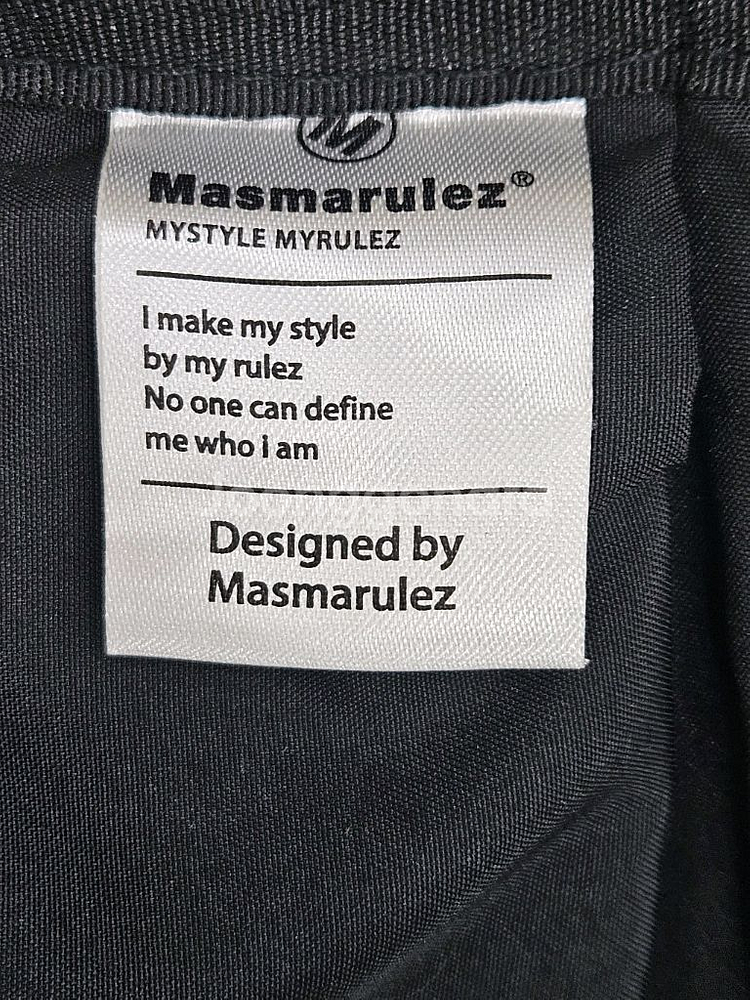 M
Masmarulez®
MYSTYLE MYRULEZ
I make my style
by my rulez
No one can define
me who i am
Designed by
Masmarulez